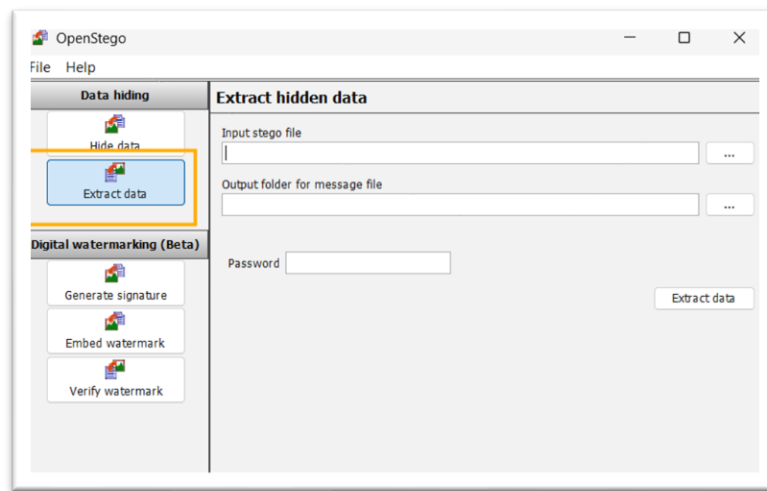 OpenStego
File Help
Data hiding
Hide data
Extract data
Digital watermarking (Beta)
Generate signature
Embed watermark
Verify watermark
Extract hidden data
Input stego file
...
Output folder for message file
...
Password
Extract data